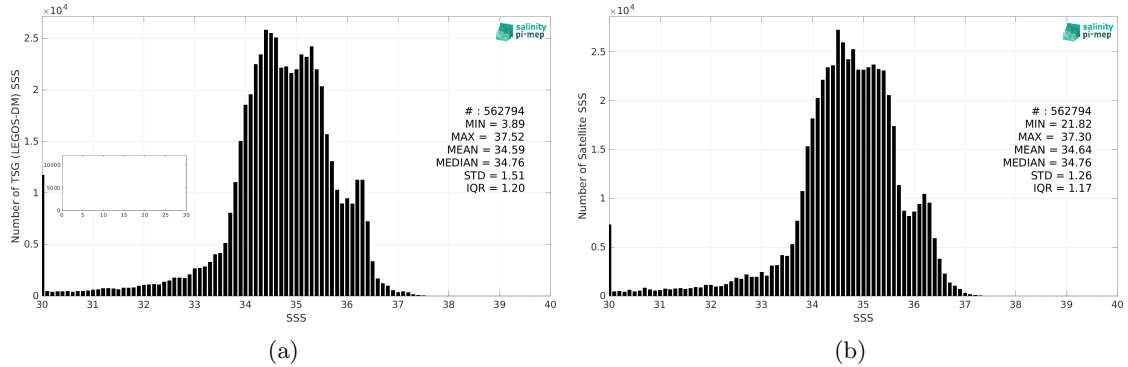 ×10⁴
salinity
pi-mep
2.5
2
1.5
1
0.5
0
Number of TSG (LEGOS-DM) SSS
# : 562794
MIN = 3.89
MAX = 37.52
MEAN = 34.59
MEDIAN = 34.76
STD = 1.51
IQR = 1.20
10000
5000
0
0 5 10 15 20 25 30
30 31 32 33 34 35 36 37 38 39 40
SSS
(a)
×10⁴
salinity
pi-mep
2.5
2
1.5
1
0.5
0
Number of Satellite SSS
# : 562794
MIN = 21.82
MAX = 37.30
MEAN = 34.64
MEDIAN = 34.76
STD = 1.26
IQR = 1.17
30 31 32 33 34 35 36 37 38 39 40
SSS
(b)